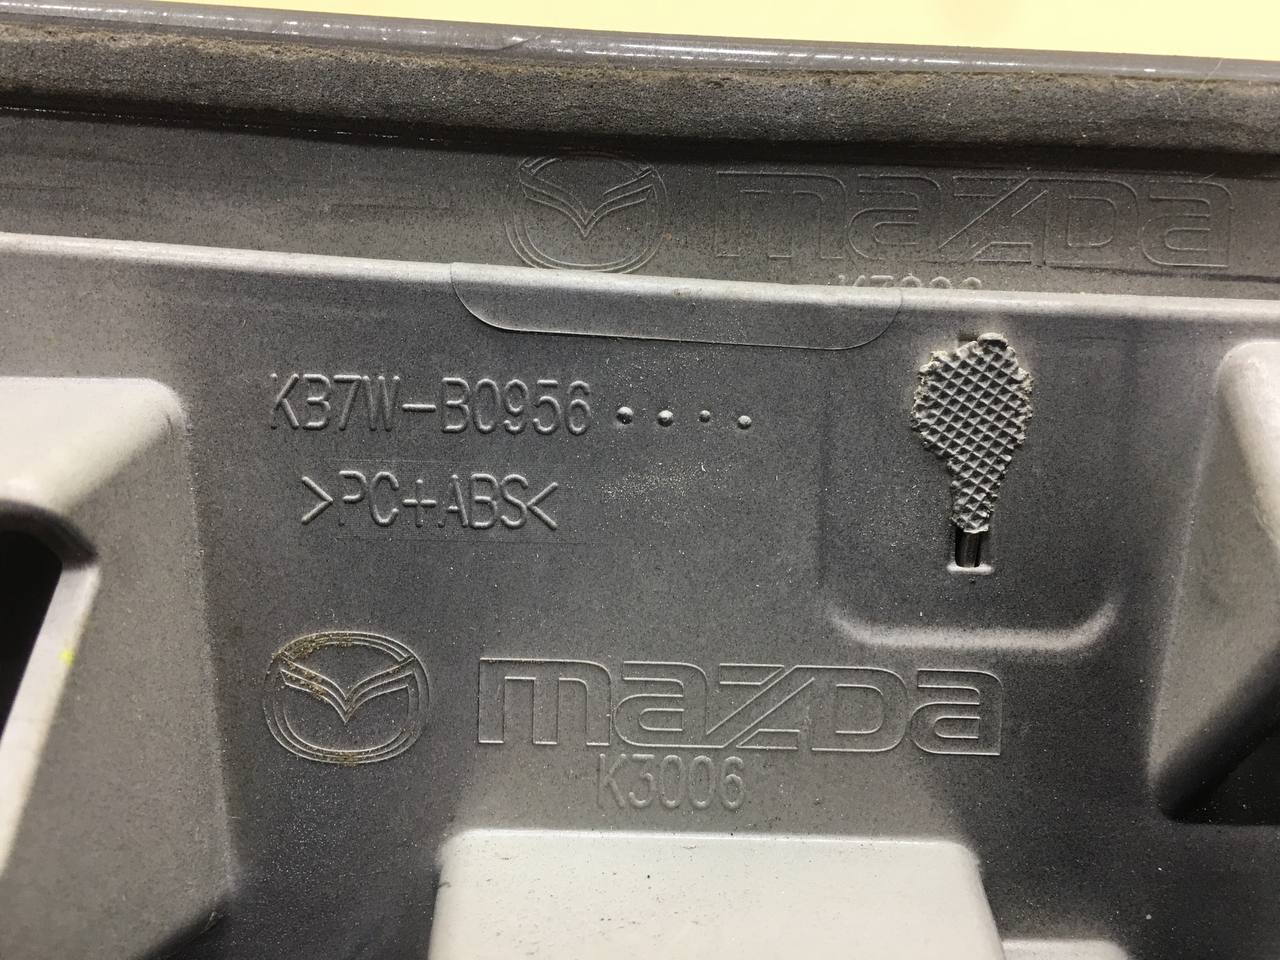 mazda
KB7W-B0956
>PC+ABS<
mazda
K3006